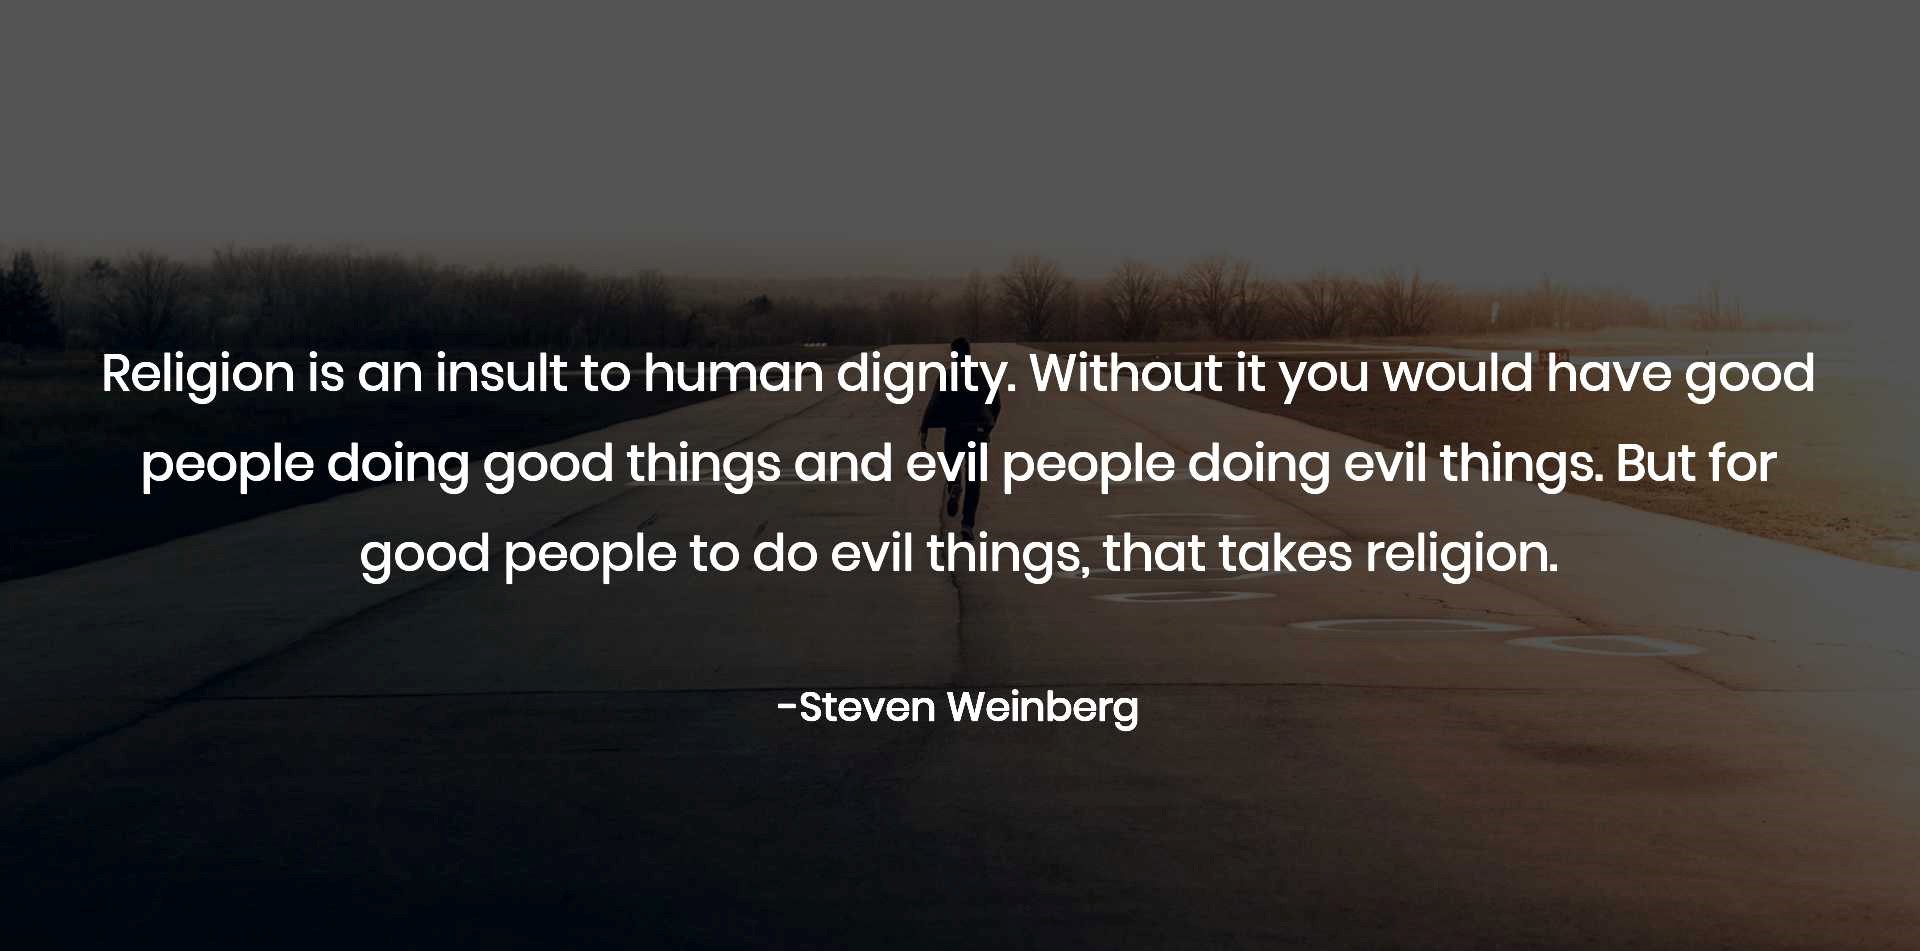 Religion is an insult to human dignity. Without it you would have good
people doing good things and evil people doing evil things. But for
good people to do evil things, that takes religion.
-Steven Weinberg